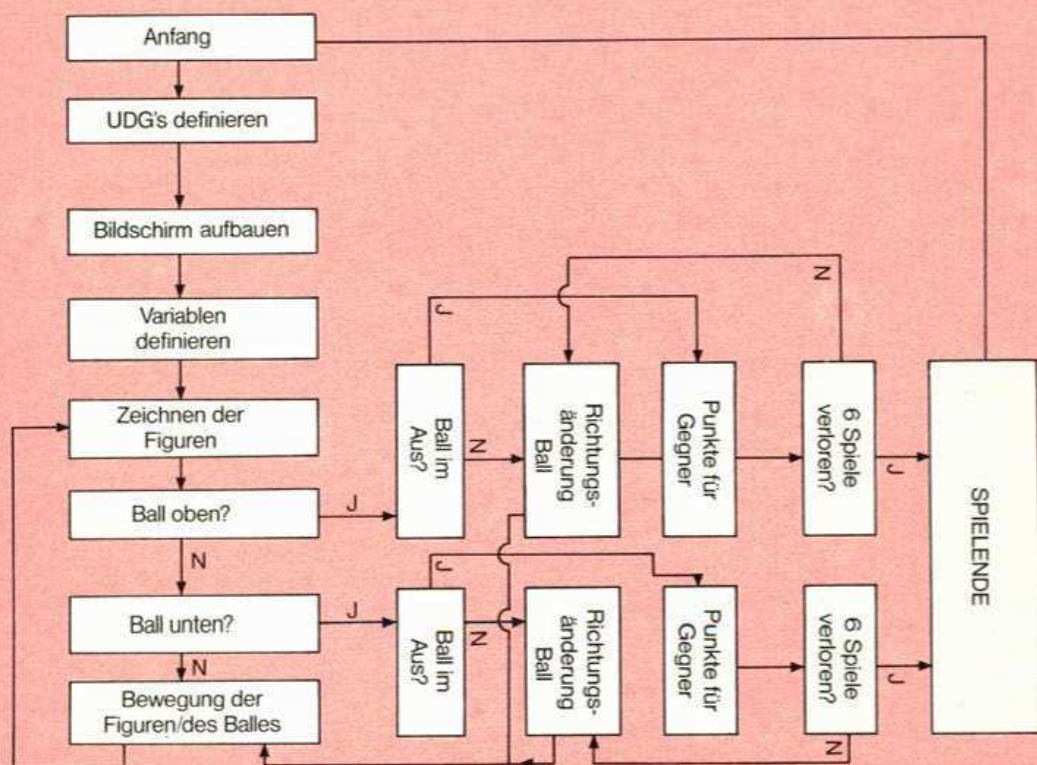 Anfang
UDG's definieren
Bildschirm aufbauen
Variablen
definieren
Zeichnen der
Figuren
Ball oben?
J
N
Ball unten?
J
N
Bewegung der
Figuren/des Balles
Ball im
Aus?
J
N
Richtungs-
änderung
Ball
Punkte für
Gegner
6 Spiele
verloren?
N
J
Ball im
Aus?
J
N
Richtungs-
änderung
Ball
Punkte für
Gegner
6 Spiele
verloren?
J
N
SPIELENDE